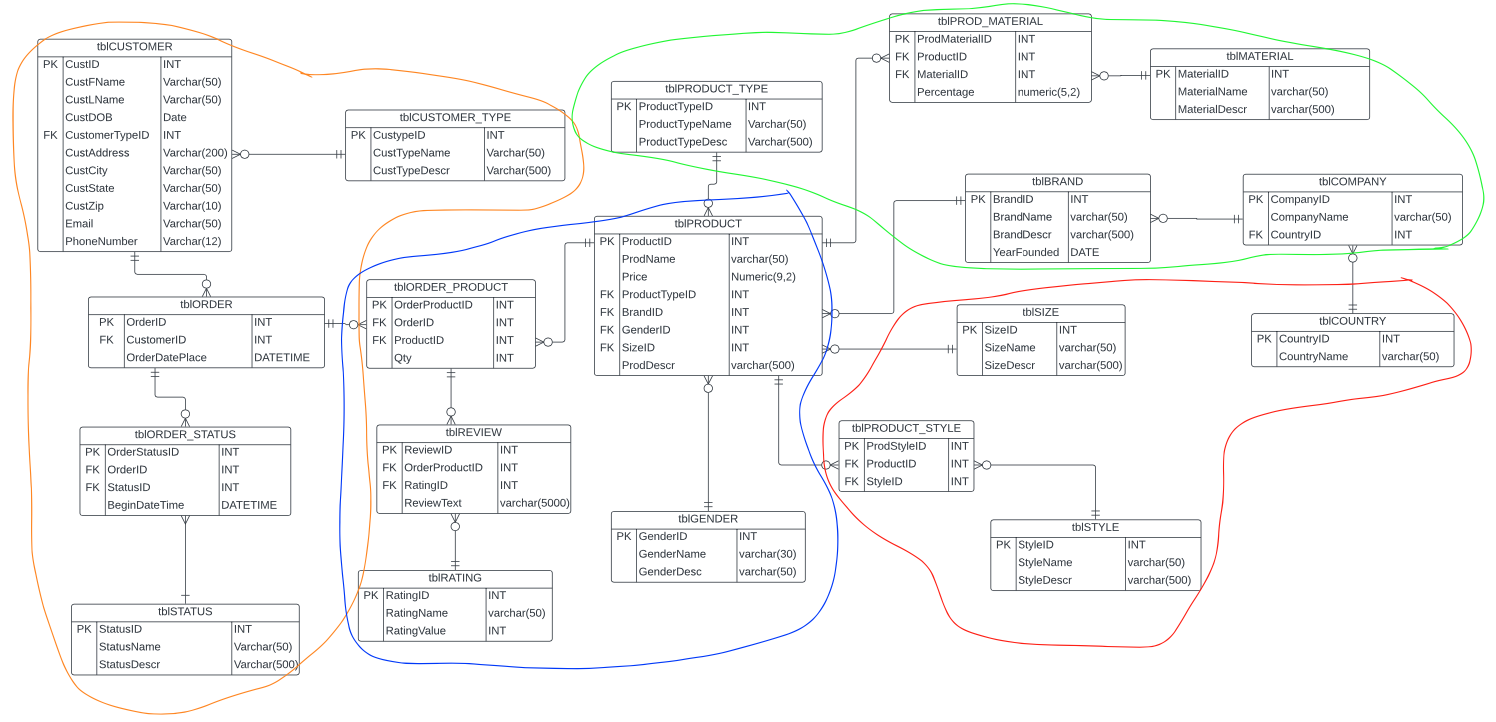 tblCUSTOMER
PK CustID INT
CustFName Varchar(50)
CustLName Varchar(50)
CustDOB Date
FK CustomerTypeID INT
CustAddress Varchar(200)
CustCity Varchar(50)
CustState Varchar(50)
CustZip Varchar(10)
Email Varchar(50)
PhoneNumber Varchar(12)
tblCUSTOMER_TYPE
PK CustypeID INT
CustTypeName Varchar(50)
CustTypeDescr Varchar(500)
tblPRODUCT_TYPE
PK ProductTypeID INT
ProductTypeName Varchar(50)
ProductTypeDesc Varchar(500)
tblPROD_MATERIAL
PK ProdMaterialID INT
FK ProductID INT
FK MaterialID INT
Percentage numeric(5,2)
tblMATERIAL
PK MaterialID INT
MaterialName varchar(50)
MaterialDescr varchar(500)
tblBRAND
PK BrandID INT
BrandName varchar(50)
BrandDescr varchar(500)
YearFounded DATE
tblCOMPANY
PK CompanyID INT
CompanyName varchar(50)
FK CountryID INT
tblPRODUCT
PK ProductID INT
ProdName varchar(50)
Price Numeric(9,2)
FK ProductTypeID INT
FK BrandID INT
FK GenderID INT
FK SizeID INT
ProdDescr varchar(500)
tblORDER
PK OrderID INT
FK CustomerID INT
OrderDatePlace DATETIME
tblORDER_PRODUCT
PK OrderProductID INT
FK OrderID INT
FK ProductID INT
Qty INT
tblSIZE
PK SizeID INT
SizeName varchar(50)
SizeDescr varchar(500)
tblCOUNTRY
PK CountryID INT
CountryName varchar(50)
tblORDER_STATUS
PK OrderStatusID INT
FK OrderID INT
FK StatusID INT
BeginDateTime DATETIME
tblREVIEW
PK ReviewID INT
FK OrderProductID INT
FK RatingID INT
ReviewText varchar(5000)
tblPRODUCT_STYLE
PK ProdStyleID INT
FK ProductID INT
FK StyleID INT
tblGENDER
PK GenderID INT
GenderName varchar(30)
GenderDesc varchar(50)
tblSTYLE
PK StyleID INT
StyleName varchar(50)
StyleDescr varchar(500)
tblSTATUS
PK StatusID INT
StatusName Varchar(50)
StatusDescr Varchar(500)
tblRATING
PK RatingID INT
RatingName varchar(50)
RatingValue INT